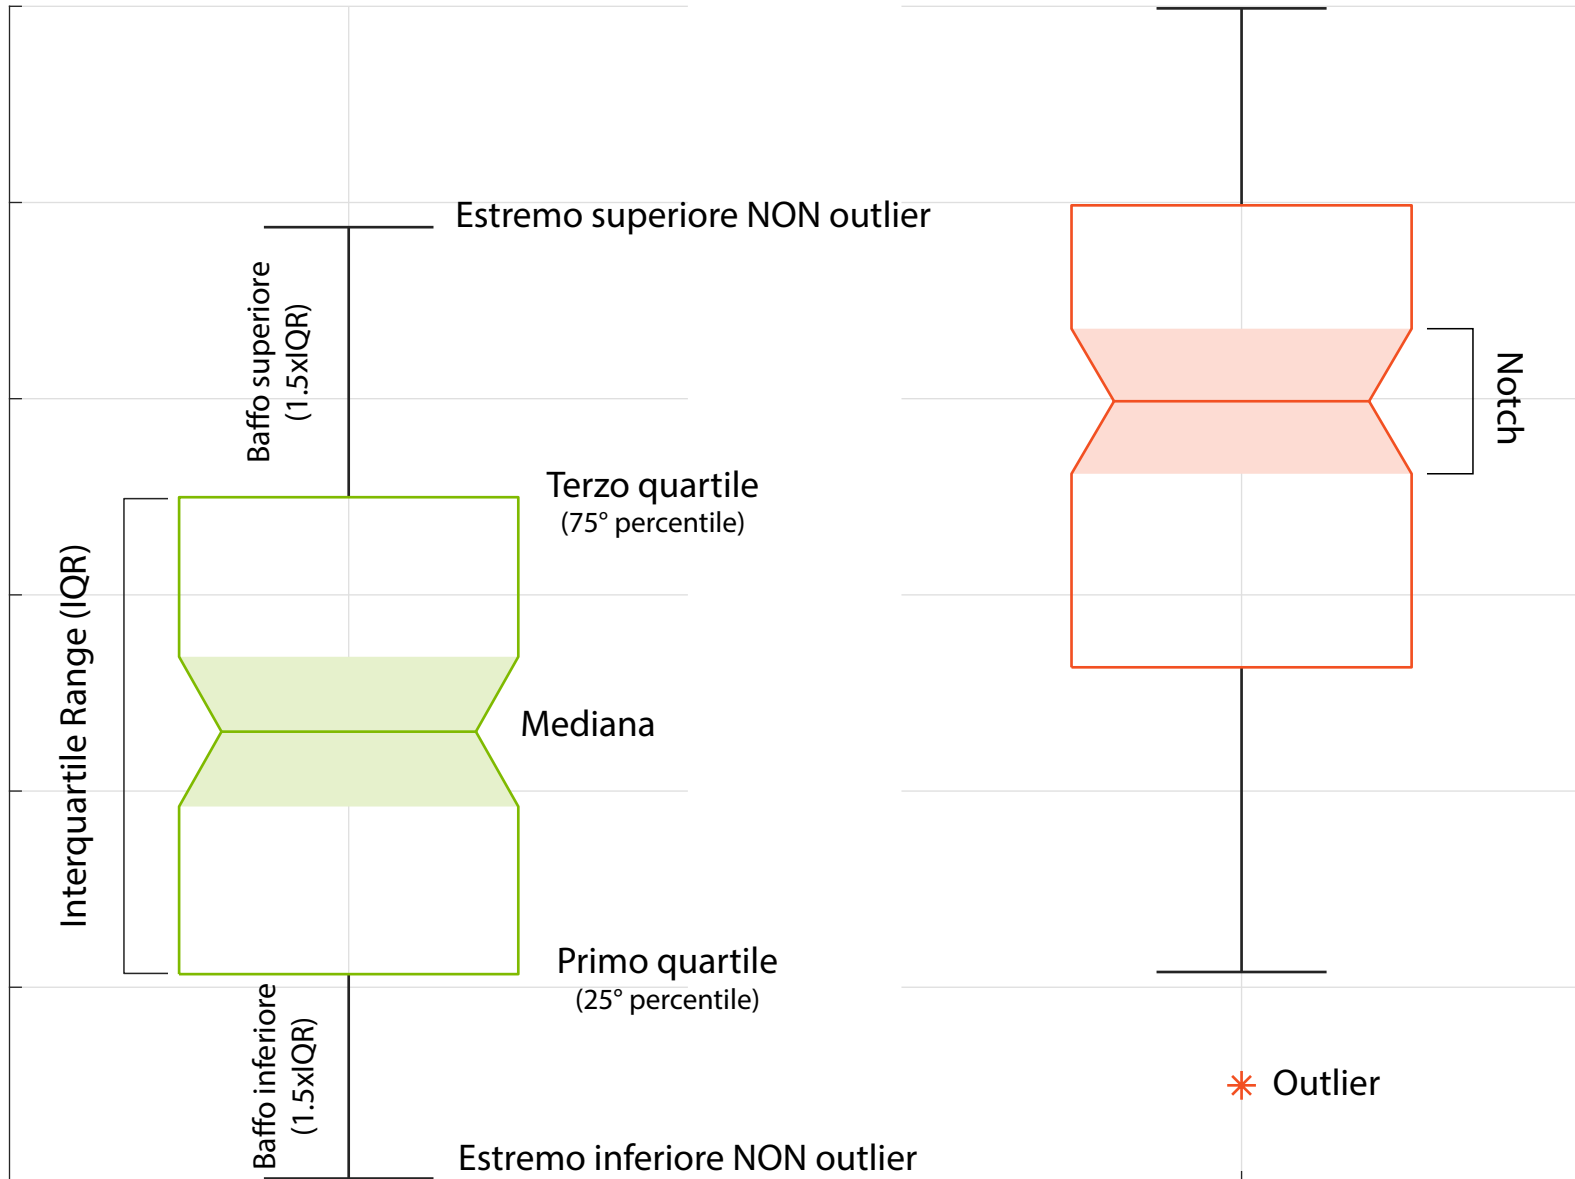 Estremo superiore NON outlier
Baffo superiore
(1.5xIQR)
Notch
Terzo quartile
(75° percentile)
Interquartile Range (IQR)
Mediana
Primo quartile
(25° percentile)
Baffo inferiore
(1.5xIQR)
Outlier
Estremo inferiore NON outlier